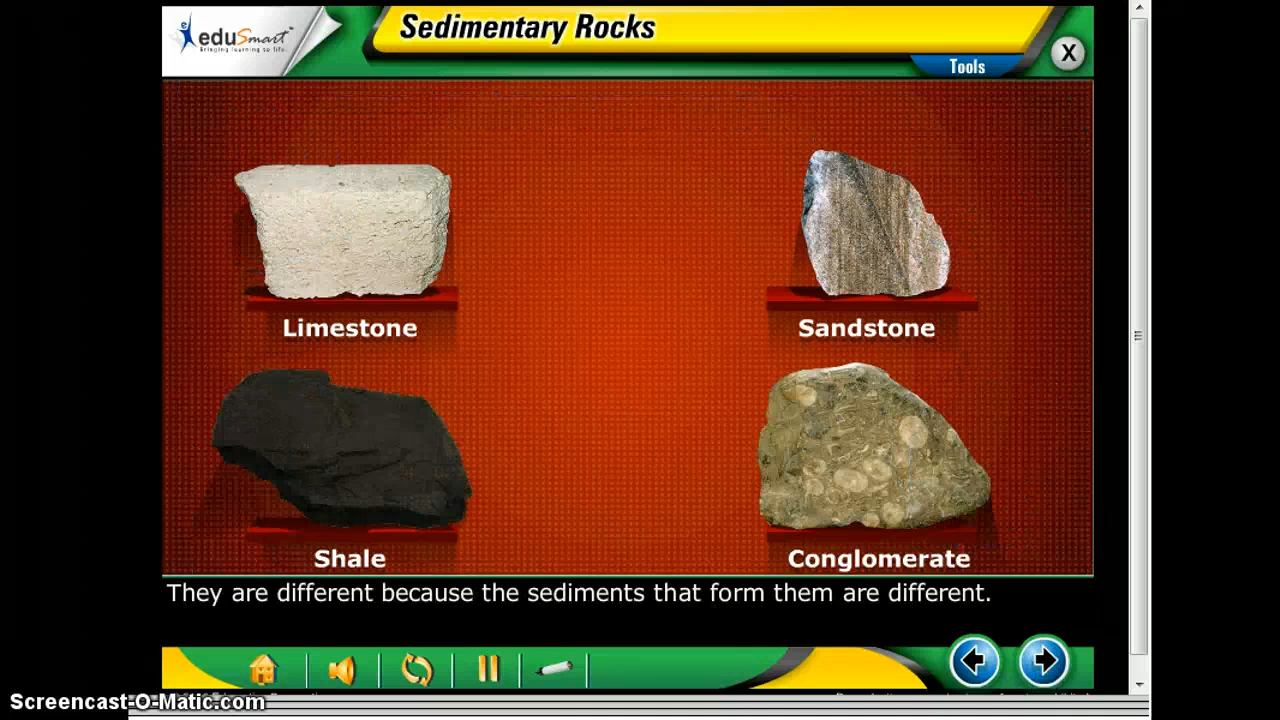 eduSmart™
Bringing learning to life.
Sedimentary Rocks
Tools
X
Limestone
Sandstone
Shale
Conglomerate
They are different because the sediments that form them are different.
Screencast-O-Matic.com